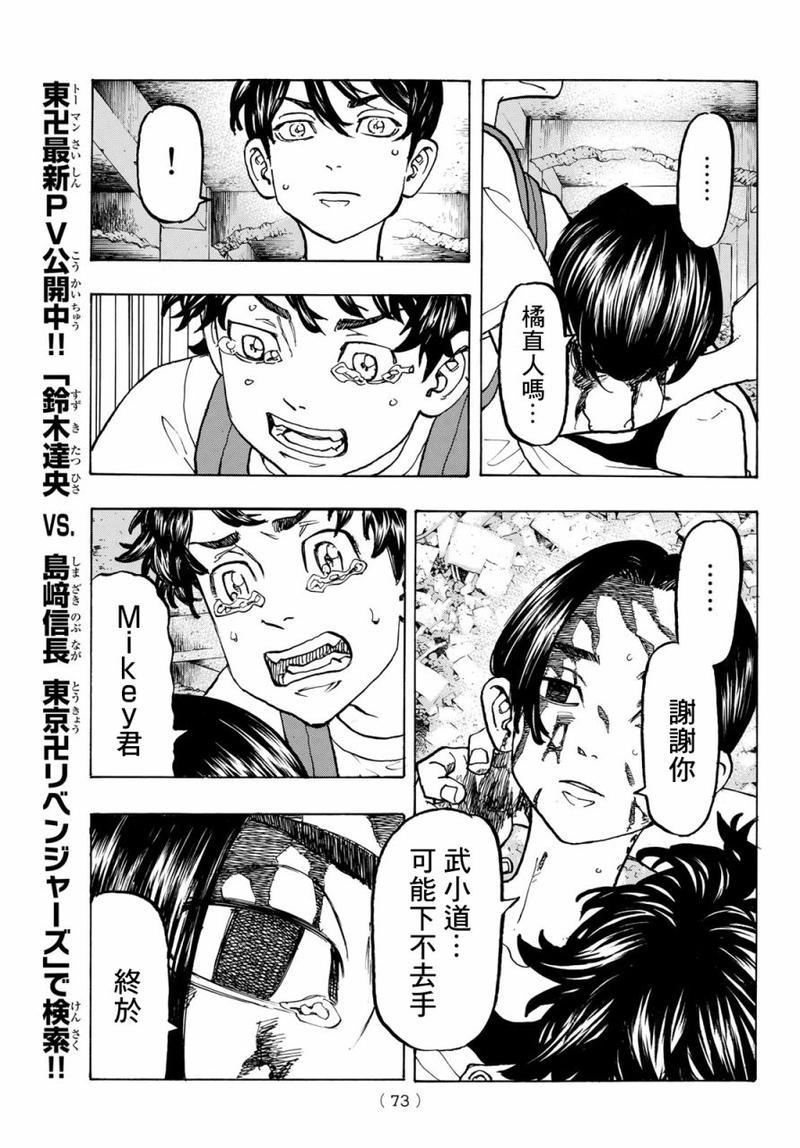 ……
橘直人嗎…
！
……
謝謝你
武小道…
可能下不去手
Mikey君
終於
東卍最新PV公開中!!「鈴木達央 VS. 島﨑信長 東京卍リベンジャーズ」で検索!!
トーマンさいしん
こうかいちゅう
すずきたつひさ
しまざきのぶなが
とうきょう
けんさく
（73）